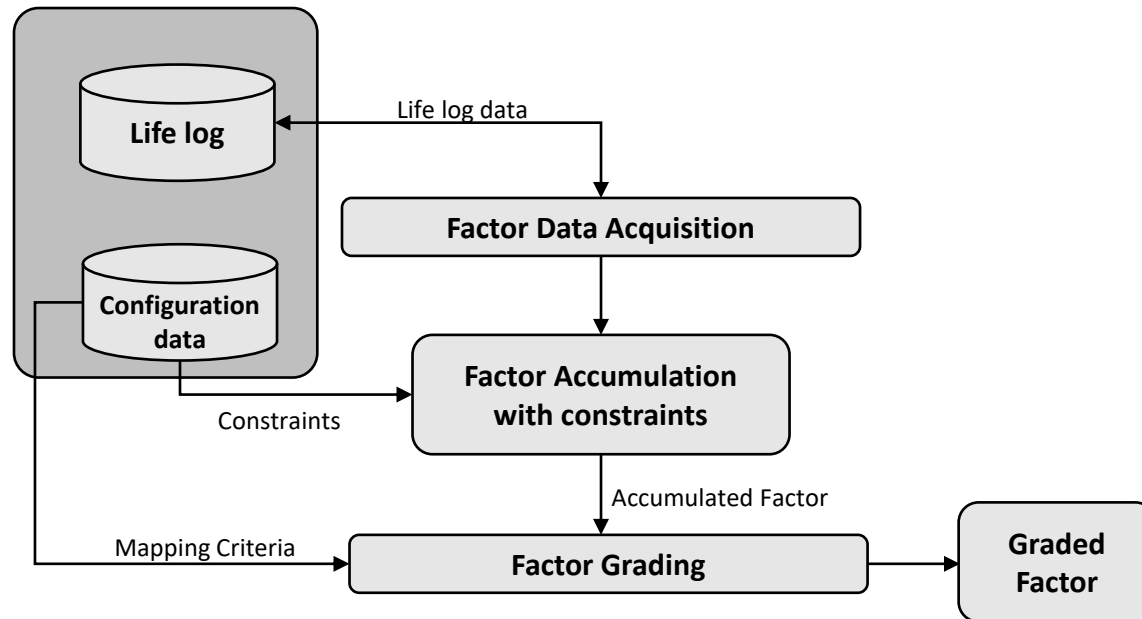 Life log data
Life log
Factor Data Acquisition
Configuration
data
Factor Accumulation
with constraints
Constraints
Accumulated Factor
Mapping Criteria
Factor Grading
Graded
Factor